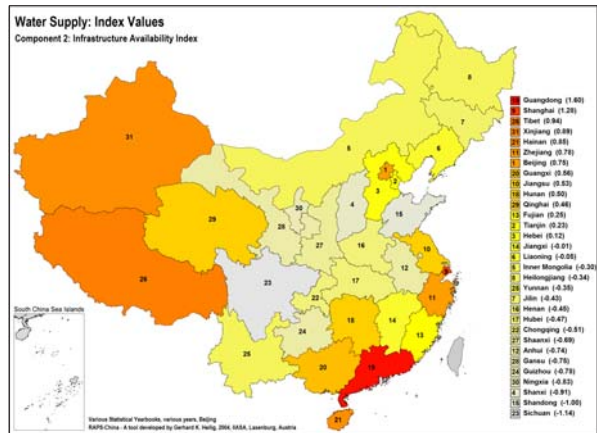 Water Supply: Index Values
Component 2: Infrastructure Availability Index
8
7
31
5
6
1
2
3
30
4
29
28
15
27
16
10
26
12
9
23
17
22
11
18
14
24
13
25
20
19
21
South China Sea Islands
Various Statistical Yearbooks, various years, Beijing
RAPS-China - A tool developed by Gerhard K. Heilig, 2004, IIASA, Laxenburg, Austria
19 Guangdong (1.60)
9 Shanghai (1.28)
26 Tibet (0.94)
31 Xinjiang (0.89)
21 Hainan (0.85)
11 Zhejiang (0.78)
1 Beijing (0.75)
20 Guangxi (0.56)
10 Jiangsu (0.53)
18 Hunan (0.50)
29 Qinghai (0.46)
13 Fujian (0.25)
2 Tianjin (0.23)
3 Hebei (0.12)
14 Jiangxi (-0.01)
6 Liaoning (-0.05)
5 Inner Mongolia (-0.30)
8 Heilongjiang (-0.34)
25 Yunnan (-0.35)
7 Jilin (-0.43)
16 Henan (-0.45)
17 Hubei (-0.47)
22 Chongqing (-0.51)
27 Shaanxi (-0.69)
12 Anhui (-0.74)
28 Gansu (-0.75)
24 Guizhou (-0.78)
30 Ningxia (-0.83)
4 Shanxi (-0.91)
15 Shandong (-1.00)
23 Sichuan (-1.14)